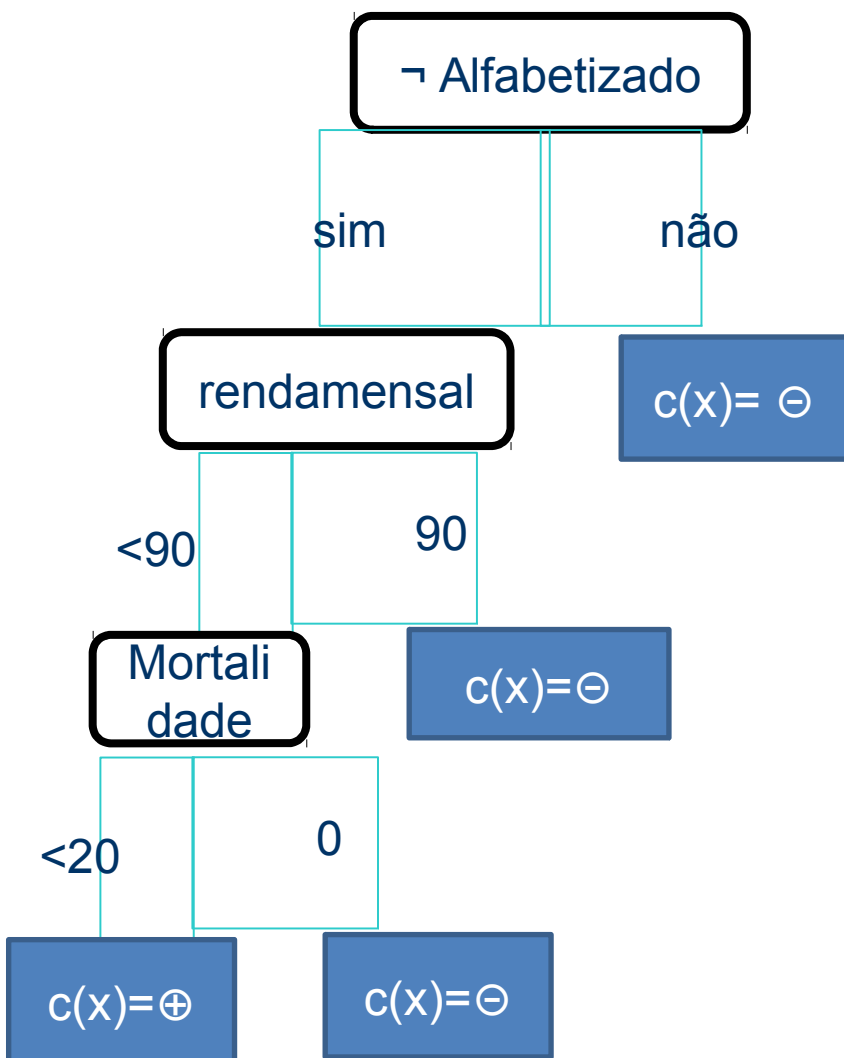 ¬ Alfabetizado
sim não
rendamensal
c(x)= ⊖
<90 90
Mortali
dade
c(x)=⊖
<20 0
c(x)=⊕ c(x)=⊖